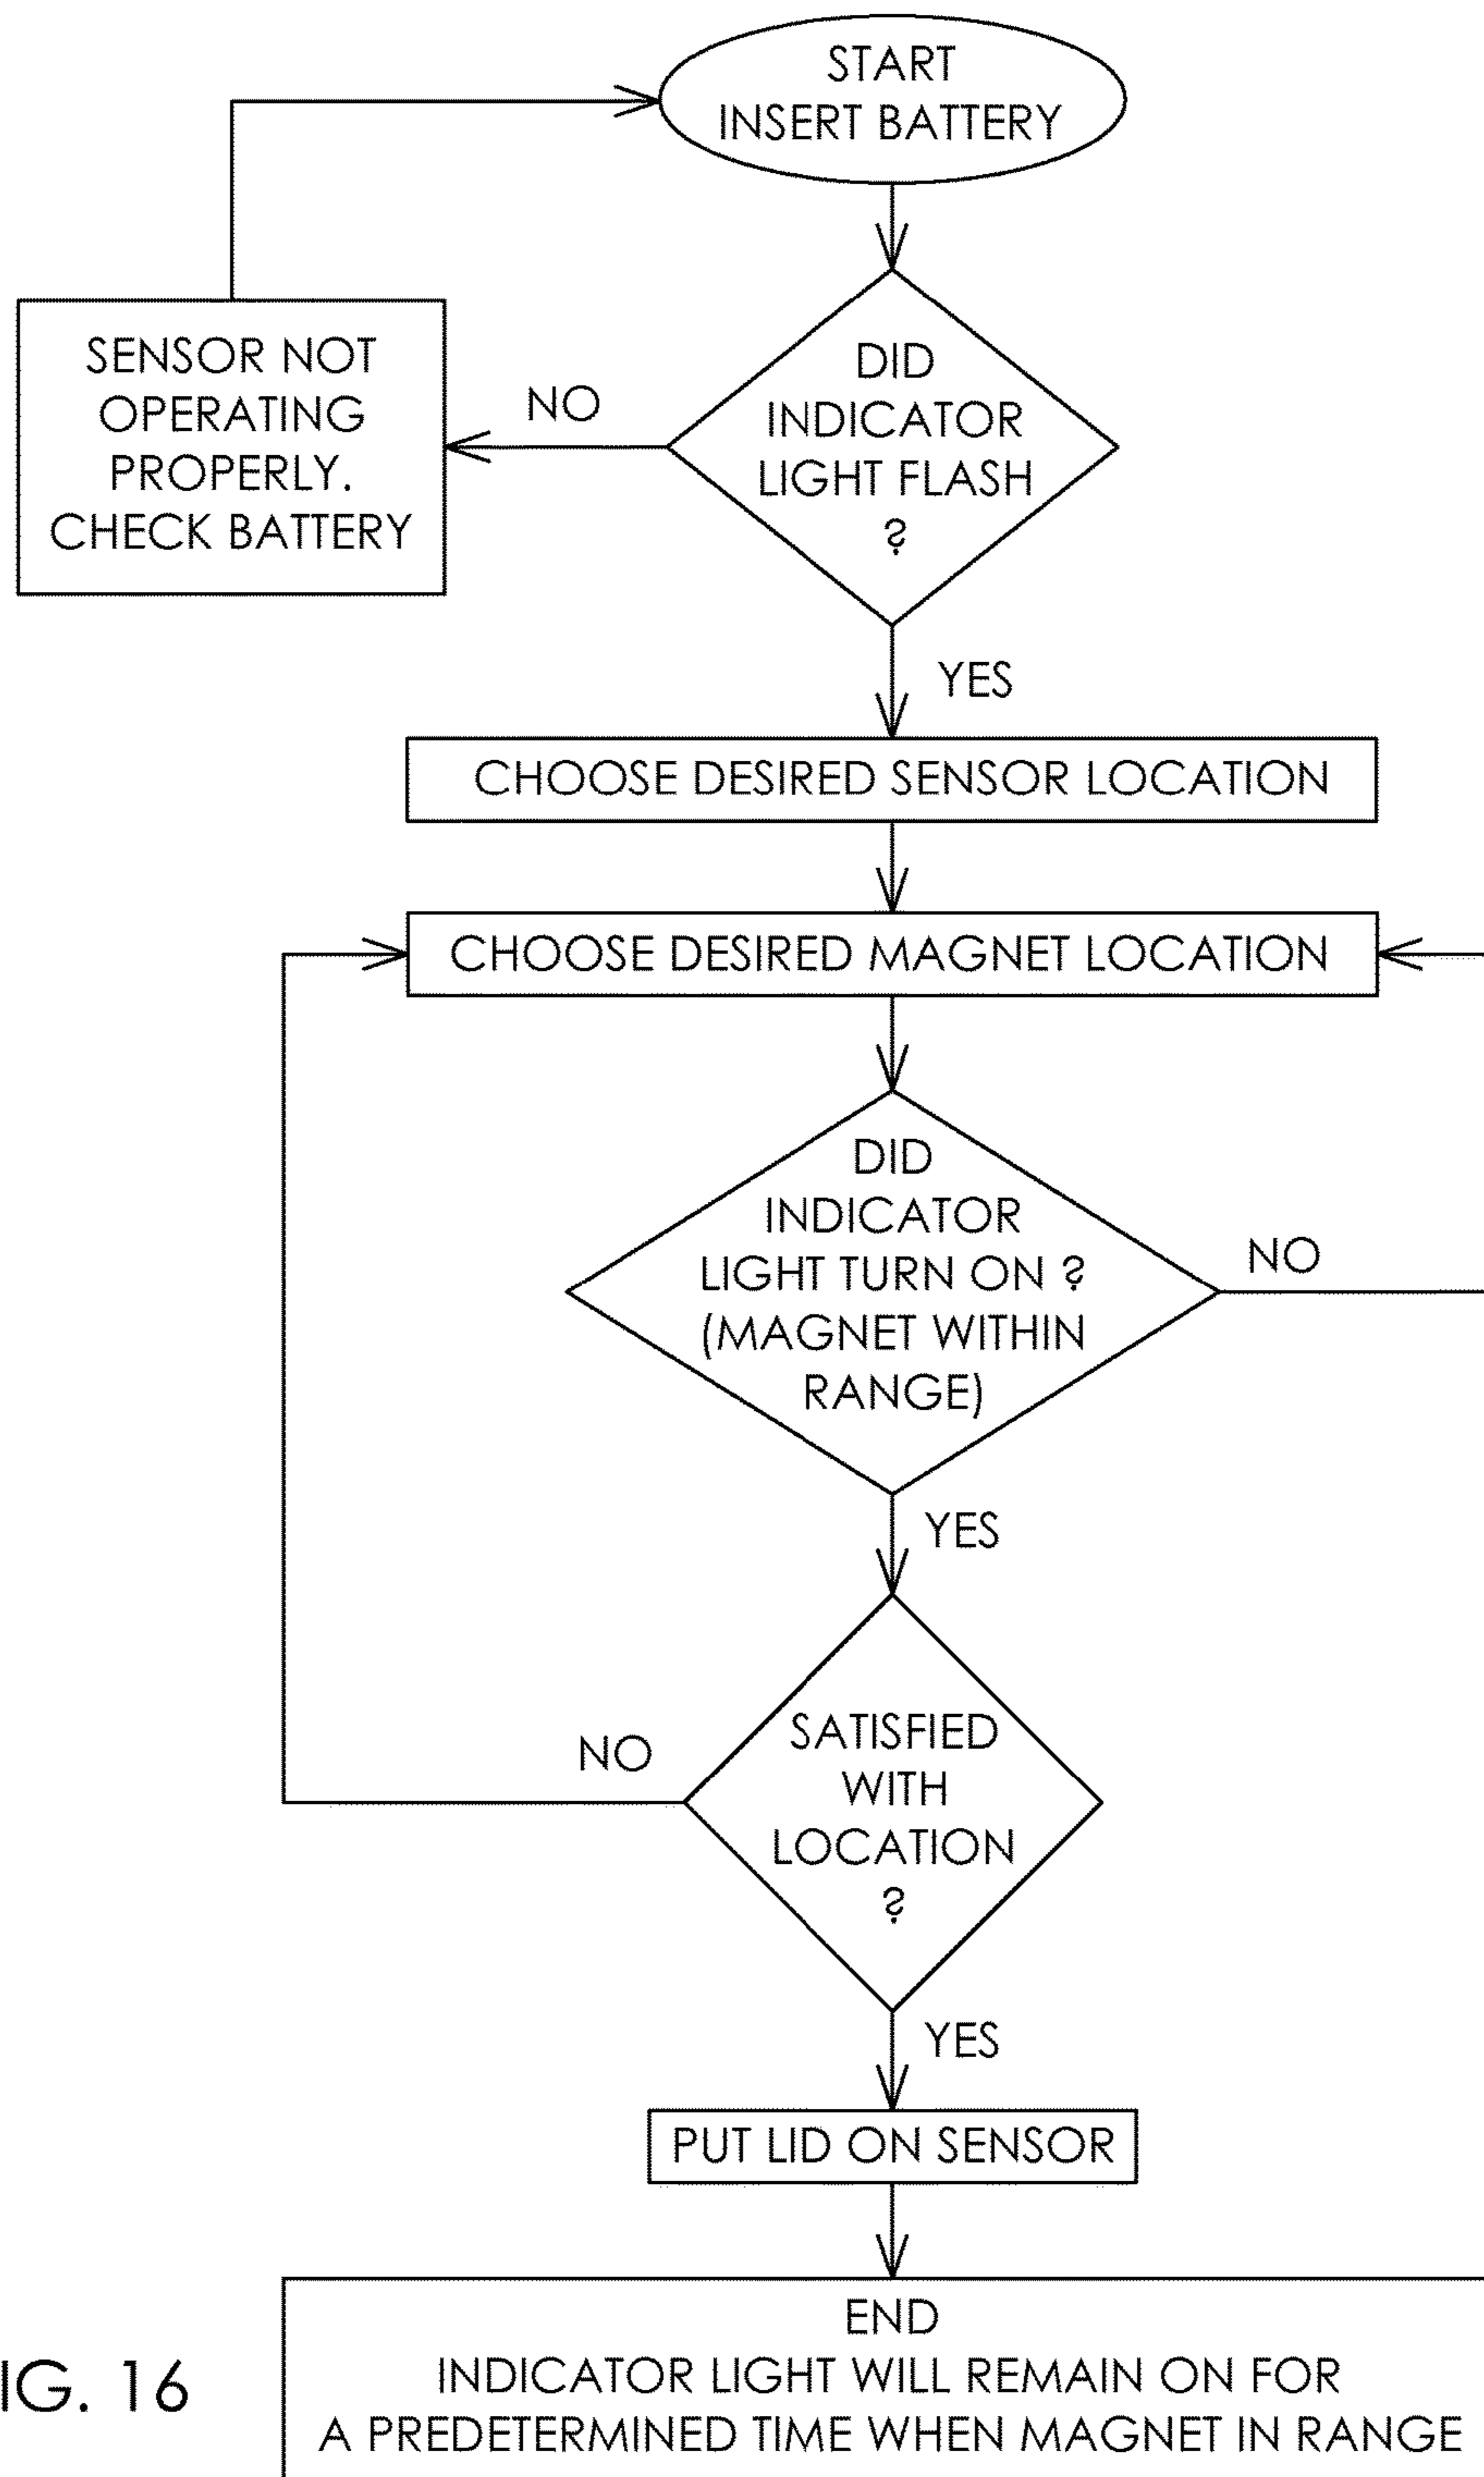 START
INSERT BATTERY
SENSOR NOT
OPERATING
PROPERLY.
CHECK BATTERY
NO
DID
INDICATOR
LIGHT FLASH
?
YES
CHOOSE DESIRED SENSOR LOCATION
CHOOSE DESIRED MAGNET LOCATION
DID
INDICATOR
LIGHT TURN ON ?
(MAGNET WITHIN
RANGE)
NO
YES
NO
SATISFIED
WITH
LOCATION
?
YES
PUT LID ON SENSOR
END
INDICATOR LIGHT WILL REMAIN ON FOR
A PREDETERMINED TIME WHEN MAGNET IN RANGE
IG. 16